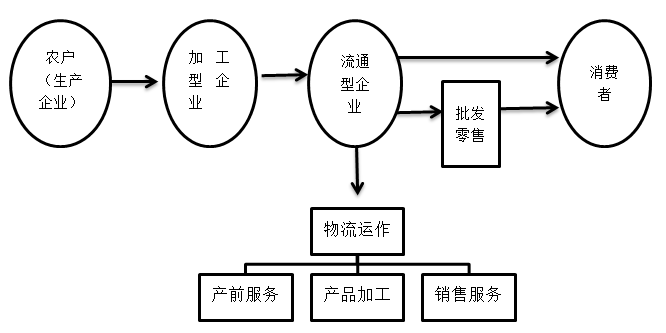 农户
（生产
企业）
加工
型企
业
流通
型企
业
消费
者
批发
零售
物流运作
产前服务
产品加工
销售服务